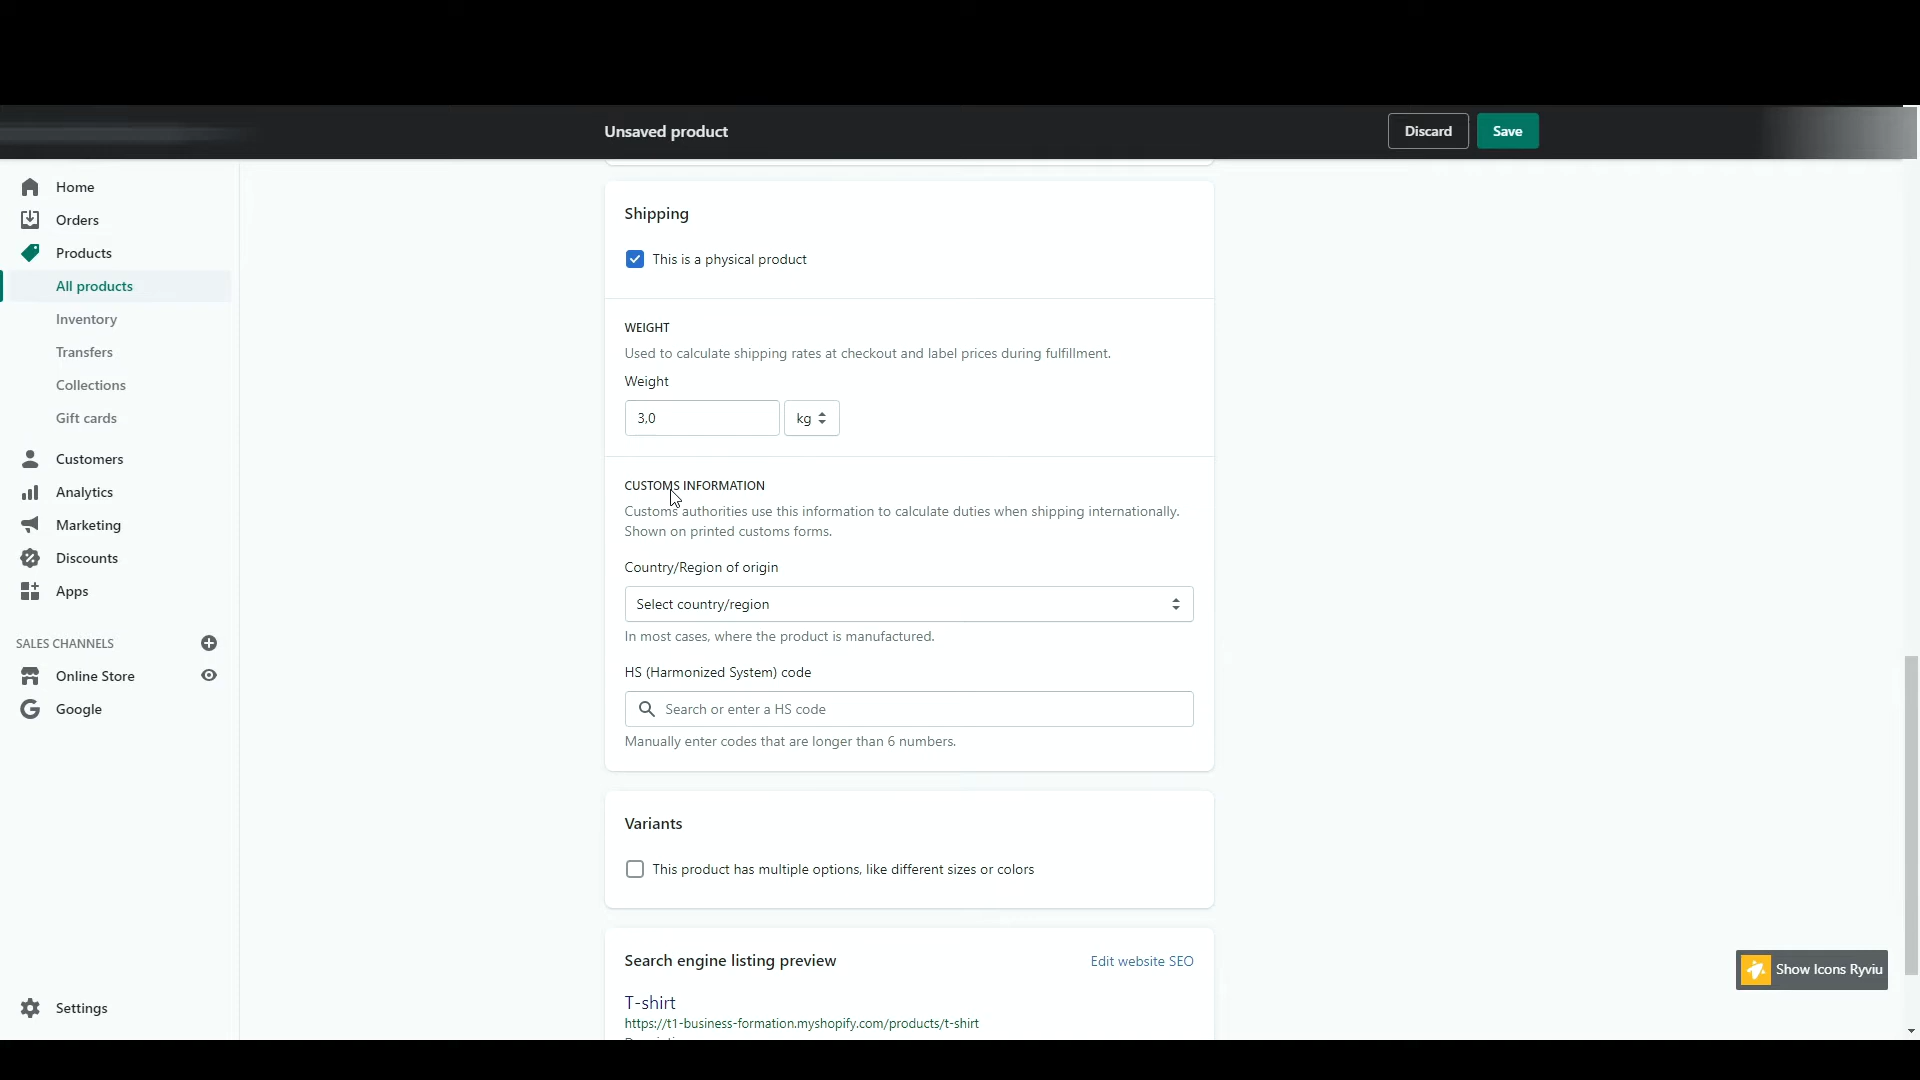 Unsaved product
Discard
Save
Home
Orders
Products
All products
Inventory
Transfers
Collections
Gift cards
Customers
Analytics
Marketing
Discounts
Apps
SALES CHANNELS
Online Store
Google
Settings
Shipping
This is a physical product
WEIGHT
Used to calculate shipping rates at checkout and label prices during fulfillment.
Weight
3,0
kg
CUSTOMS INFORMATION
Customs authorities use this information to calculate duties when shipping internationally.
Shown on printed customs forms.
Country/Region of origin
Select country/region
In most cases, where the product is manufactured.
HS (Harmonized System) code
Search or enter a HS code
Manually enter codes that are longer than 6 numbers.
Variants
This product has multiple options, like different sizes or colors
Search engine listing preview
Edit website SEO
T-shirt
https://t1-business-formation.myshopify.com/products/t-shirt
Show Icons Ryviu